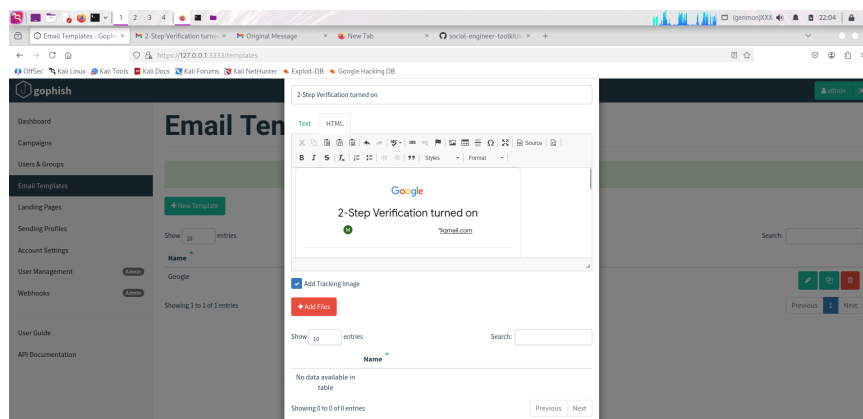 1 2 3 4
(genmon)XXX 22:04
Email Templates - Goph
2-Step Verification turned
Original Message
New Tab
social-engineer-toolkit/s
https://127.0.0.1:3333/templates
OffSec Kali Linux Kali Tools Kali Docs Kali Forums Kali NetHunter Exploit-DB Google Hacking DB
gophish
admin
Dashboard
Campaigns
Users & Groups
Email Templates
Landing Pages
Sending Profiles
Account Settings
User Management Admin
Webhooks Admin
User Guide
API Documentation
Email Ten
+ New Template
Show 10 entries
Search:
Name
Google
Showing 1 to 1 of 1 entries
Previous 1 Next
2-Step Verification turned on
Text HTML
Source
B I S Styles Format
Google
2-Step Verification turned on
M gmail.com
Add Tracking Image
+ Add Files
Show 10 entries Search:
Name
No data available in
table
Showing 0 to 0 of 0 entries
Previous Next